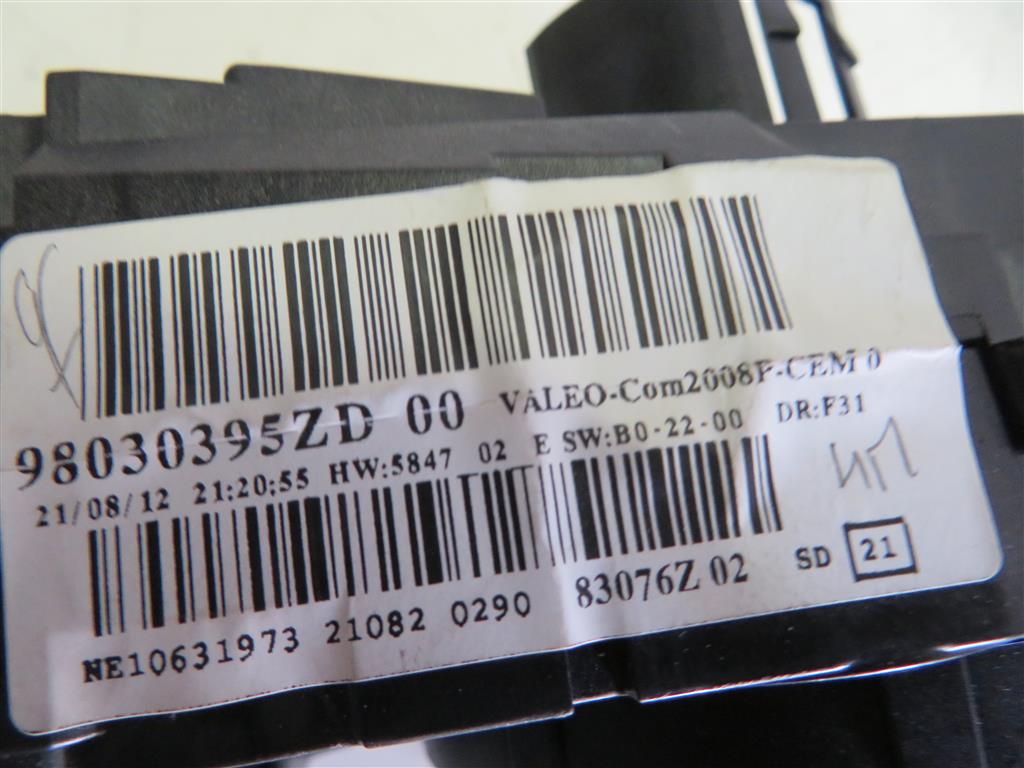 98030395ZD 00 VALEO-Com2008P-CEM 0
21/08/12 21:20:55 HW:5847 02 E SW:B0-22-00 DR:F31
NE10631973 21082 0290 83076Z 02 SD 21